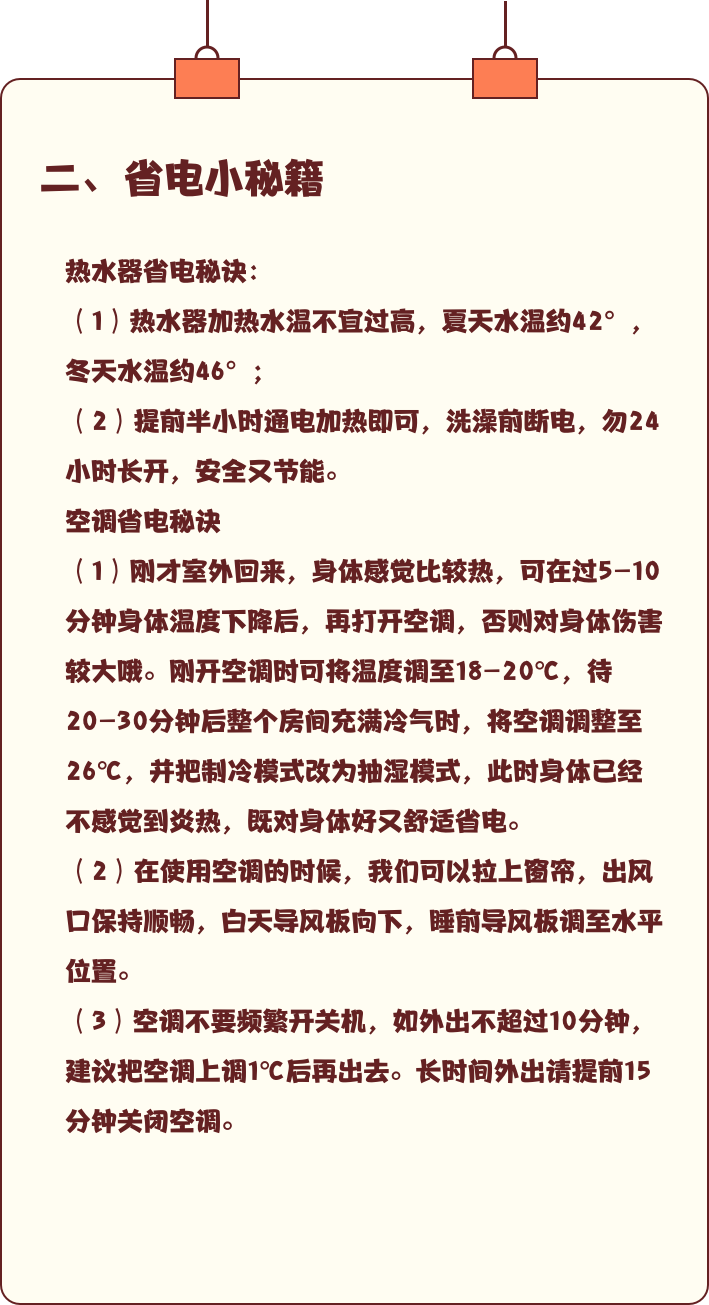 二、省电小秘籍
热水器省电秘诀：
（1）热水器加热水温不宜过高，夏天水温约42°，
冬天水温约46°；
（2）提前半小时通电加热即可，洗澡前断电，勿24
小时长开，安全又节能。
空调省电秘诀
（1）刚才室外回来，身体感觉比较热，可在过5-10
分钟身体温度下降后，再打开空调，否则对身体伤害
较大哦。刚开空调时可将温度调至18-20℃，待
20-30分钟后整个房间充满冷气时，将空调调整至
26℃，并把制冷模式改为抽湿模式，此时身体已经
不感觉到炎热，既对身体好又舒适省电。
（2）在使用空调的时候，我们可以拉上窗帘，出风
口保持顺畅，白天导风板向下，睡前导风板调至水平
位置。
（3）空调不要频繁开关机，如外出不超过10分钟，
建议把空调上调1℃后再出去。长时间外出请提前15
分钟关闭空调。